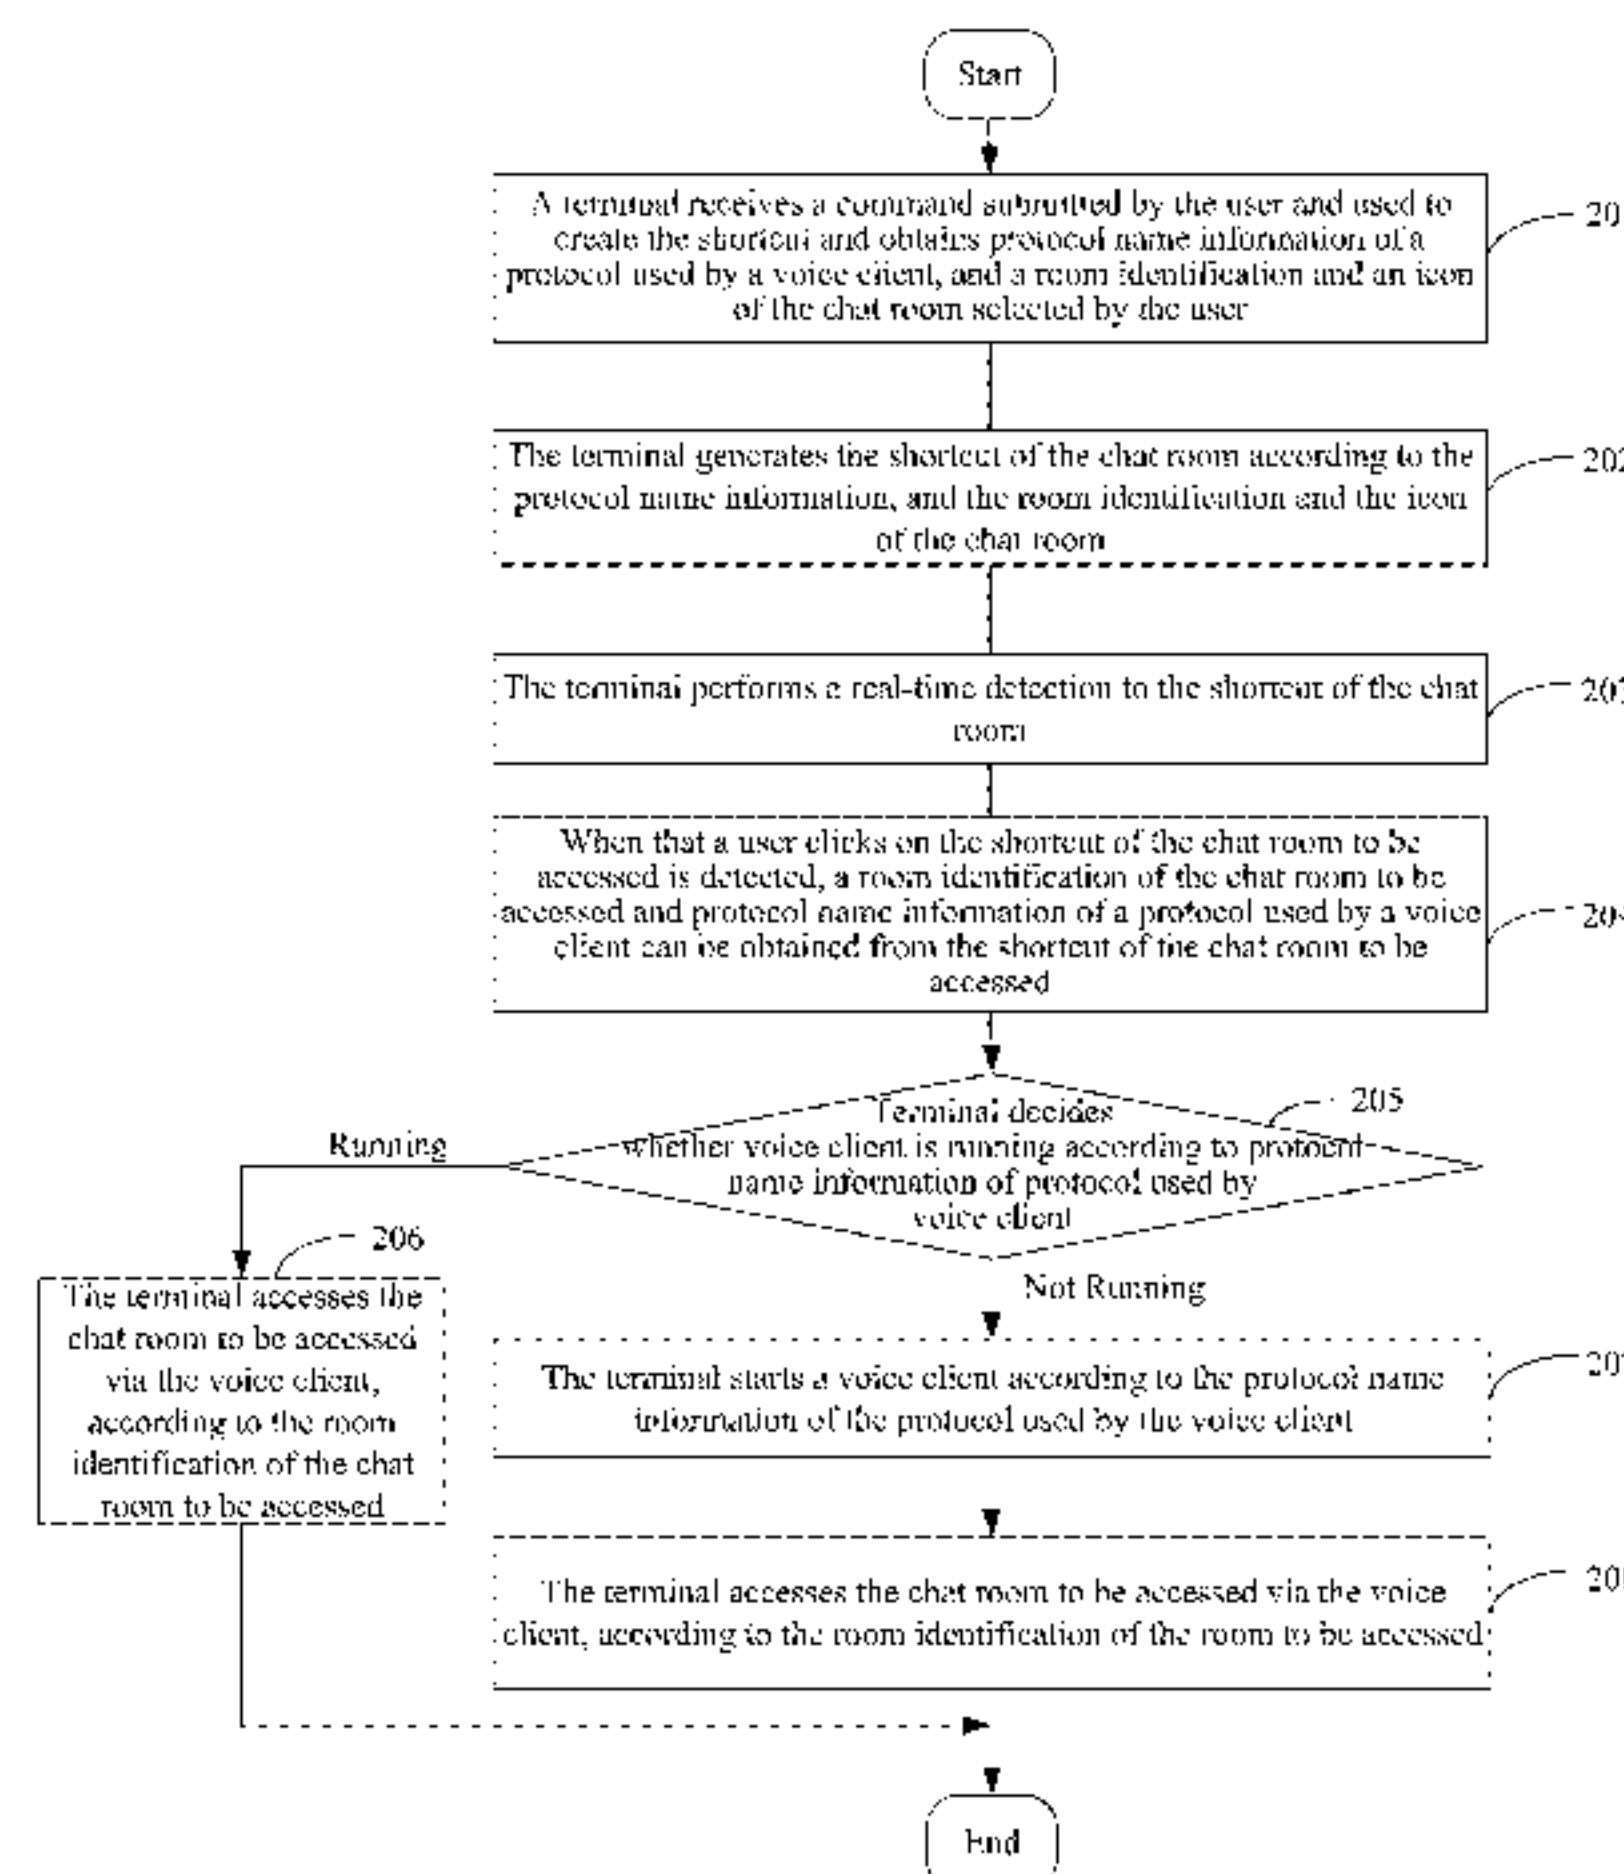 Start
A terminal receives a command submitted by the user and used to
create the shortcut and obtains protocol name information of a
protocol used by a voice client, and a room identification and an icon
of the chat room selected by the user
20
The terminal generates the shortcut of the chat room according to the
protocol name information, and the room identification and the icon
of the chat room
202
The terminal performs a real-time detection to the shortcut of the chat
room
203
When that a user clicks on the shortcut of the chat room to be
accessed is detected, a room identification of the chat room to be
accessed and protocol name information of a protocol used by a voice
client can be obtained from the shortcut of the chat room to be
accessed
204
Terminal decides
whether voice client is running according to protocol
name information of protocol used by
voice client
205
Running
Not Running
206
The terminal accesses the
chat room to be accessed
via the voice client,
according to the room
identification of the chat
room to be accessed
The terminal starts a voice client according to the protocol name
information of the protocol used by the voice client
The terminal accesses the chat room to be accessed via the voice
client, according to the room identification of the room to be accessed
End